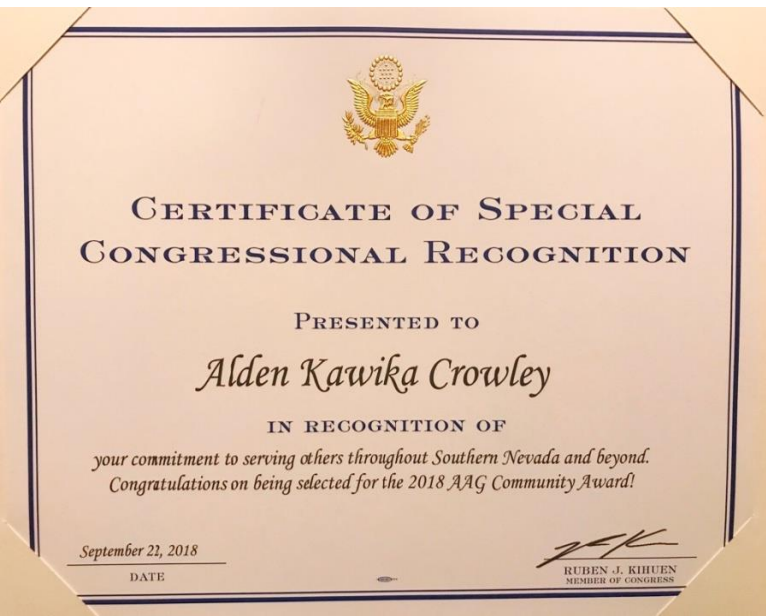 CERTIFICATE OF SPECIAL
CONGRESSIONAL RECOGNITION
PRESENTED TO
Alden Kawika Crowley
IN RECOGNITION OF
your commitment to serving others throughout Southern Nevada and beyond.
Congratulations on being selected for the 2018 AAG Community Award!
September 22, 2018
DATE
RUBEN J. KIHUEN
MEMBER OF CONGRESS